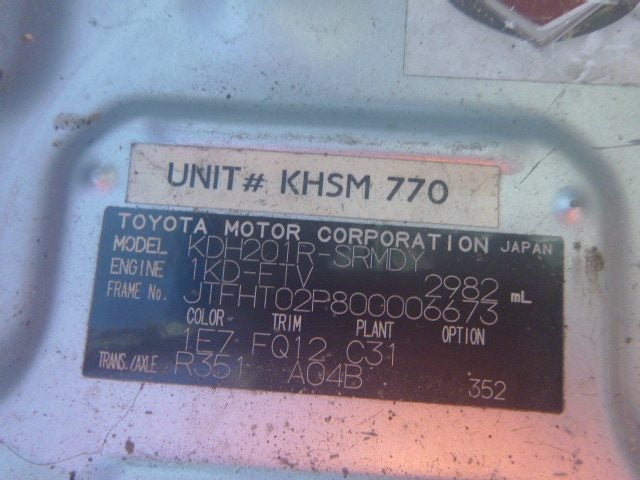 UNIT# KHSM 770
TOYOTA MOTOR CORPORATION JAPAN
MODEL KDH201R-SRMDY
ENGINE 1KD-FTV 2982 mL
FRAME No. JTFHT02P800006673
COLOR TRIM PLANT OPTION
1E7 FQ12 C31
TRANS./AXLE R351 A04B
352